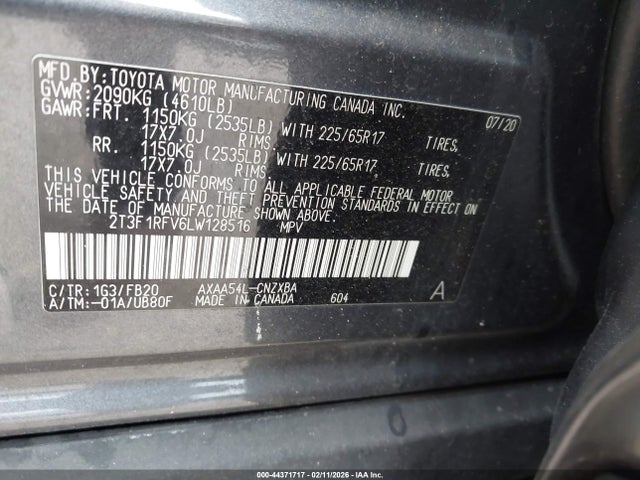 MFD.BY:TOYOTA MOTOR MANUFACTURING CANADA INC.
GVWR:2090KG (4610LB) 07/20
GAWR:FRT. 1150KG (2535LB) WITH 225/65R17 TIRES,
17X7.0J RIMS.
RR. 1150KG (2535LB) WITH 225/65R17 TIRES,
17X7.0J RIMS.
THIS VEHICLE CONFORMS TO ALL APPLICABLE FEDERAL MOTOR
VEHICLE SAFETY AND THEFT PREVENTION STANDARDS IN EFFECT ON
THE DATE OF MANUFACTURE SHOWN ABOVE.
2T3F1RFV6LW128516 MPV
C/TR:1G3/FB20 AXAA54L-CNZXBA A
A/TM:-01A/UB80F MADE IN CANADA 604
000-44371717 - 02/11/2026 - IAAI, INC.